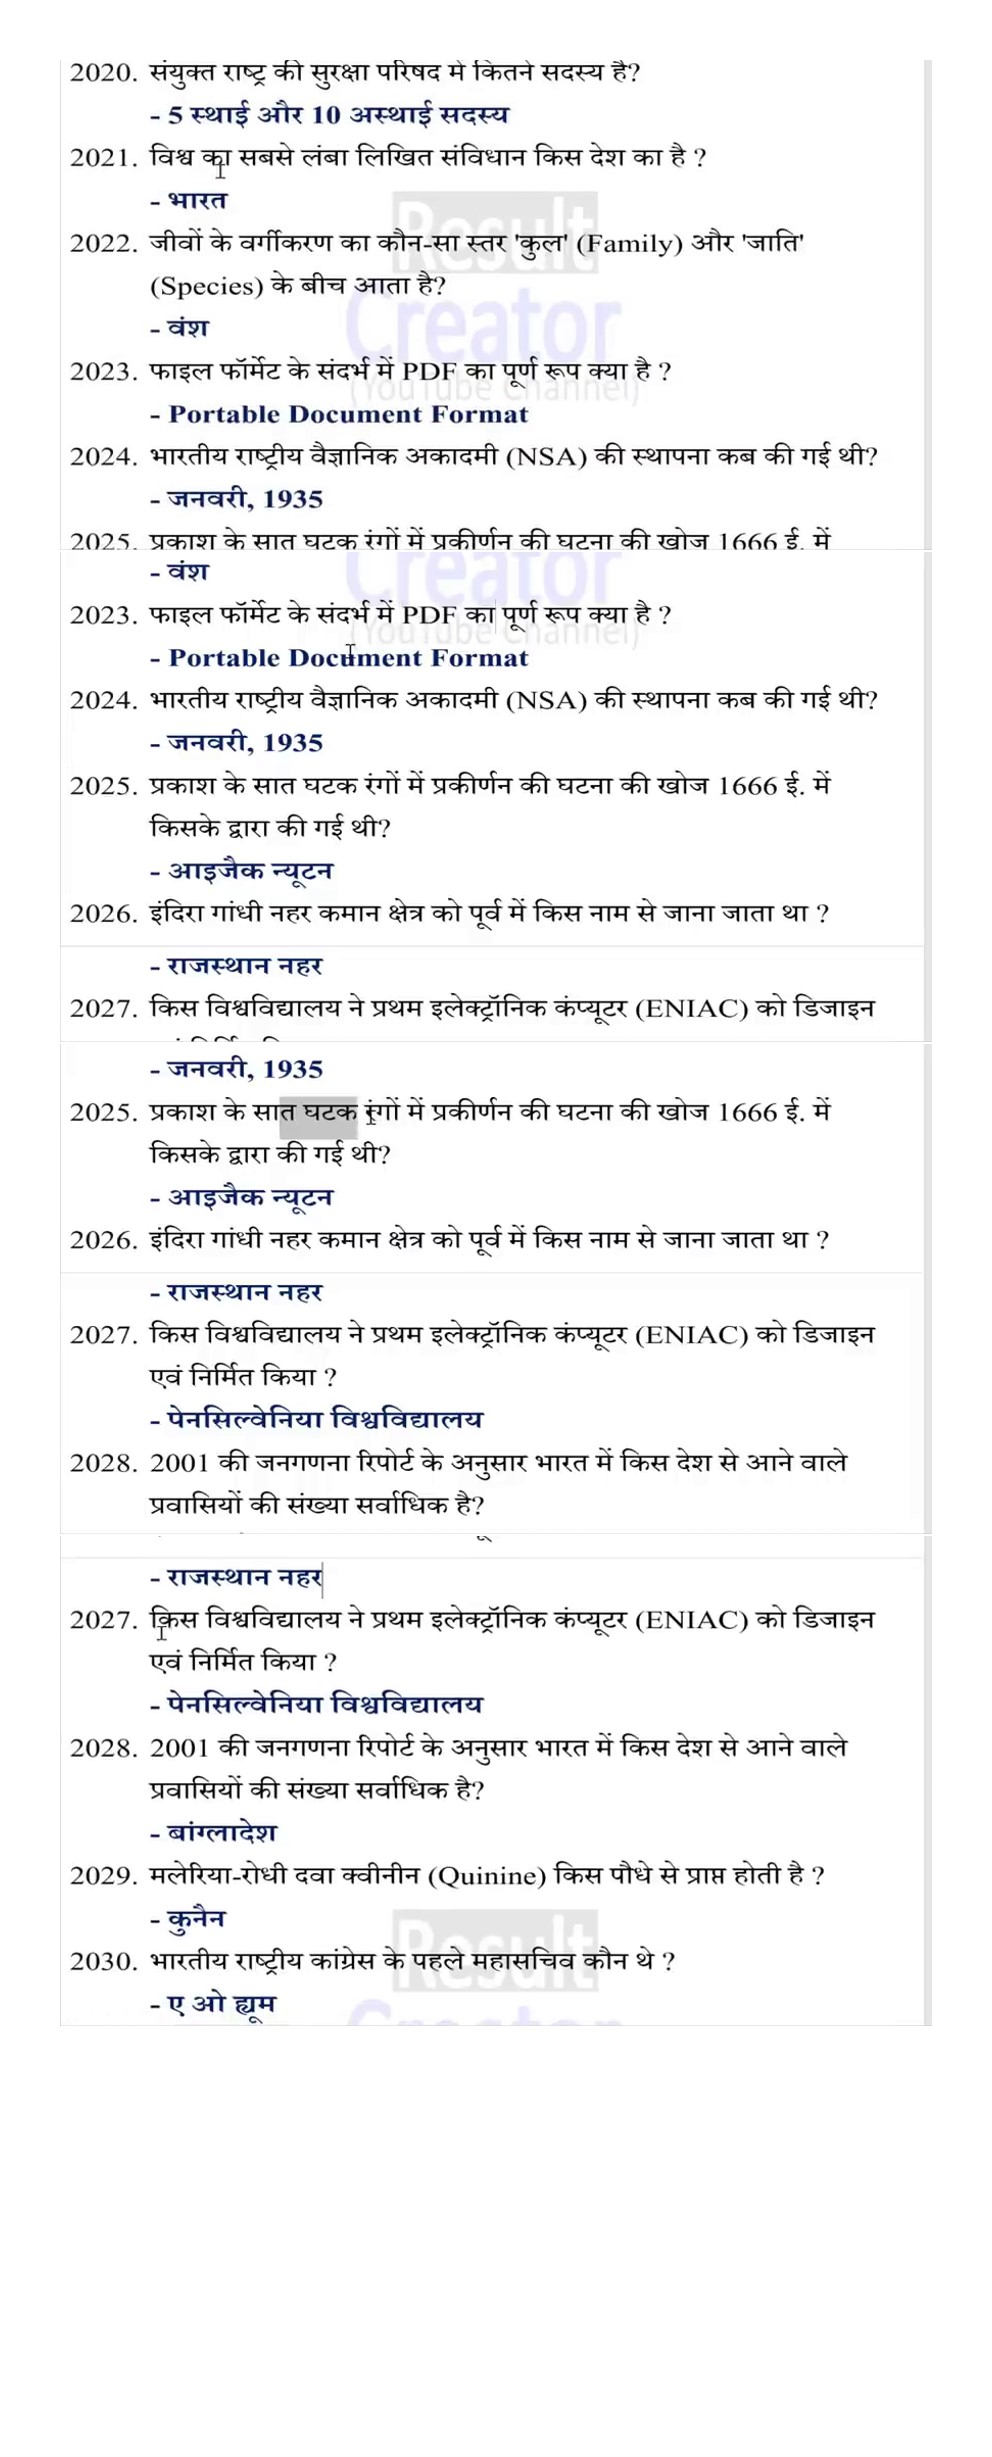 2020. संयुक्त राष्ट्र की सुरक्षा परिषद मे कितने सदस्य है?
- 5 स्थाई और 10 अस्थाई सदस्य
2021. विश्व का सबसे लंबा लिखित संविधान किस देश का है ?
- भारत
Result
2022. जीवों के वर्गीकरण का कौन-सा स्तर 'कुल' (Family) और 'जाति'
(Species) के बीच आता है?
Creator
- वंश
2023. फाइल फॉर्मेट के संदर्भ में PDF का पूर्ण रूप क्या है ?
(YouTube Channel)
- Portable Document Format
2024. भारतीय राष्ट्रीय वैज्ञानिक अकादमी (NSA) की स्थापना कब की गई थी?
- जनवरी, 1935
2025. प्रकाश के सात घटक रंगों में प्रकीर्णन की घटना की खोज 1666 ई. में
Creator
- वंश
2023. फाइल फॉर्मेट के संदर्भ में PDF का पूर्ण रूप क्या है ?
(YouTube Channel)
- Portable Document Format
2024. भारतीय राष्ट्रीय वैज्ञानिक अकादमी (NSA) की स्थापना कब की गई थी?
- जनवरी, 1935
2025. प्रकाश के सात घटक रंगों में प्रकीर्णन की घटना की खोज 1666 ई. में
किसके द्वारा की गई थी?
- आइजैक न्यूटन
2026. इंदिरा गांधी नहर कमान क्षेत्र को पूर्व में किस नाम से जाना जाता था ?
- राजस्थान नहर
2027. किस विश्वविद्यालय ने प्रथम इलेक्ट्रॉनिक कंप्यूटर (ENIAC) को डिजाइन
- जनवरी, 1935
2025. प्रकाश के सात घटक रंगों में प्रकीर्णन की घटना की खोज 1666 ई. में
किसके द्वारा की गई थी?
- आइजैक न्यूटन
2026. इंदिरा गांधी नहर कमान क्षेत्र को पूर्व में किस नाम से जाना जाता था ?
- राजस्थान नहर
2027. किस विश्वविद्यालय ने प्रथम इलेक्ट्रॉनिक कंप्यूटर (ENIAC) को डिजाइन
एवं निर्मित किया ?
- पेनसिल्वेनिया विश्वविद्यालय
2028. 2001 की जनगणना रिपोर्ट के अनुसार भारत में किस देश से आने वाले
प्रवासियों की संख्या सर्वाधिक है?
- राजस्थान नहर
2027. किस विश्वविद्यालय ने प्रथम इलेक्ट्रॉनिक कंप्यूटर (ENIAC) को डिजाइन
एवं निर्मित किया ?
- पेनसिल्वेनिया विश्वविद्यालय
2028. 2001 की जनगणना रिपोर्ट के अनुसार भारत में किस देश से आने वाले
प्रवासियों की संख्या सर्वाधिक है?
- बांग्लादेश
2029. मलेरिया-रोधी दवा क्वीनीन (Quinine) किस पौधे से प्राप्त होती है ?
- कुनैन
Result
2030. भारतीय राष्ट्रीय कांग्रेस के पहले महासचिव कौन थे ?
- ए ओ ह्यूम